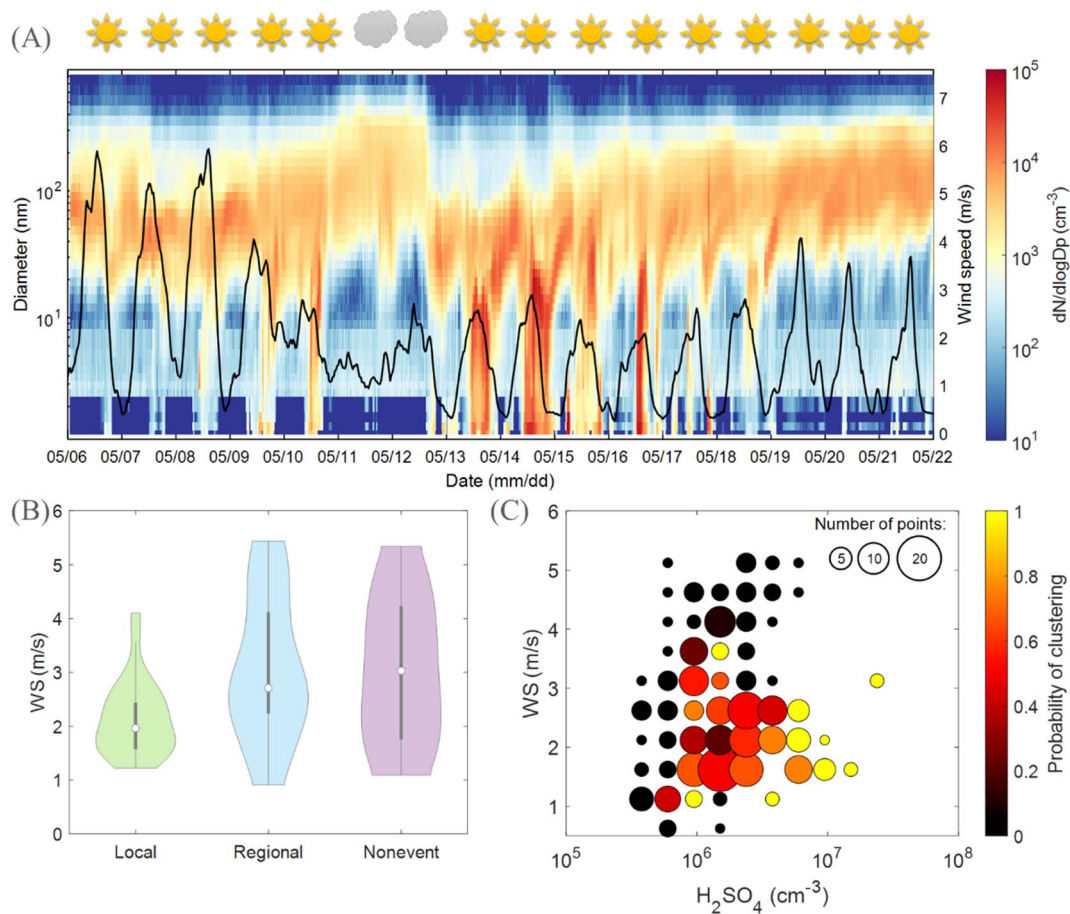 (A)
Diameter (nm)
10²
10¹
7
6
5
4
3
2
1
0
Wind speed (m/s)
10⁵
10⁴
10³
10²
10¹
dN/dlogDp (cm⁻³)
05/06 05/07 05/08 05/09 05/10 05/11 05/12 05/13 05/14 05/15 05/16 05/17 05/18 05/19 05/20 05/21 05/22
Date (mm/dd)
(B)
WS (m/s)
6
5
4
3
2
1
0
Local Regional Nonevent
(C)
WS (m/s)
6
5
4
3
2
1
Number of points:
5 10 20
10⁵ 10⁶ 10⁷ 10⁸
H₂SO₄ (cm⁻³)
1
0.8
0.6
0.4
0.2
0
Probability of clustering